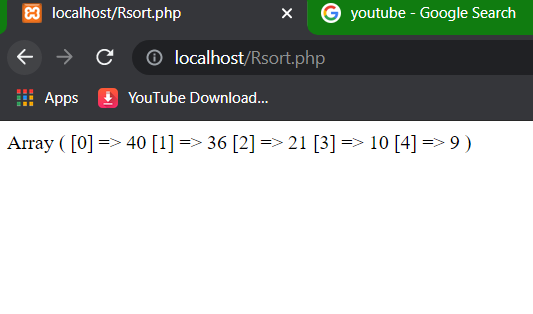 localhost/Rsort.php
youtube - Google Search
localhost/Rsort.php
Apps
YouTube Download...
Array ( [0] => 40 [1] => 36 [2] => 21 [3] => 10 [4] => 9 )